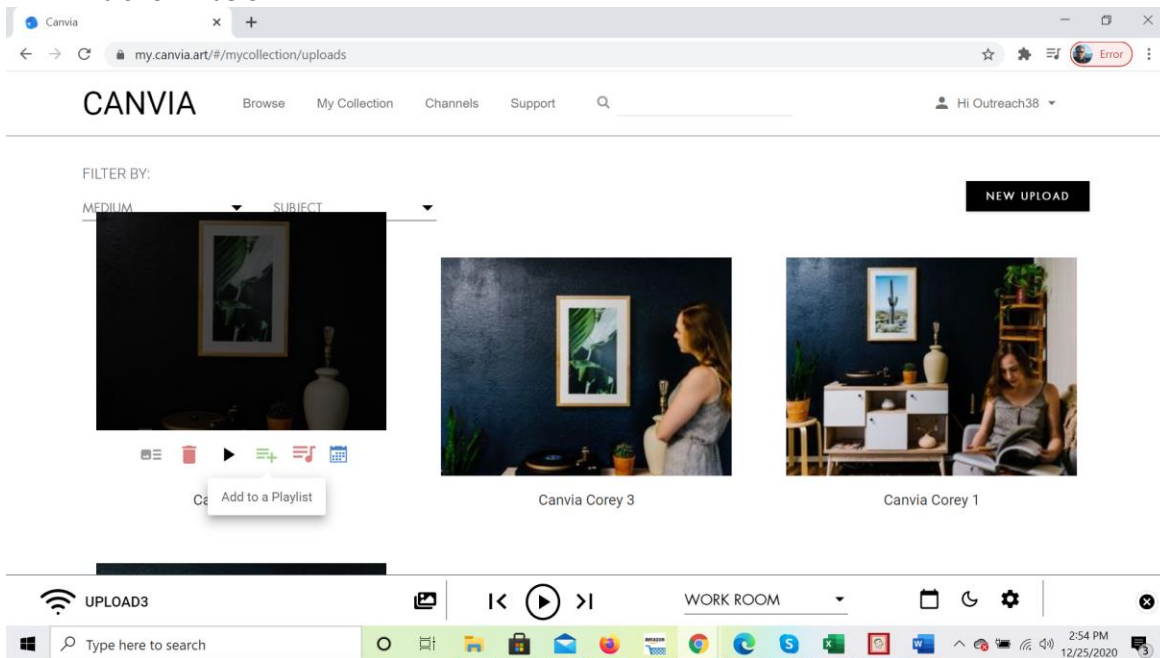 Canvia
my.canvia.art/#/mycollection/uploads
Error
CANVIA
Browse
My Collection
Channels
Support
Hi Outreach38
FILTER BY:
MEDIUM
SUBJECT
NEW UPLOAD
Add to a Playlist
Canvia Corey 3
Canvia Corey 1
UPLOAD3
WORK ROOM
Type here to search
amazon
2:54 PM
12/25/2020
3